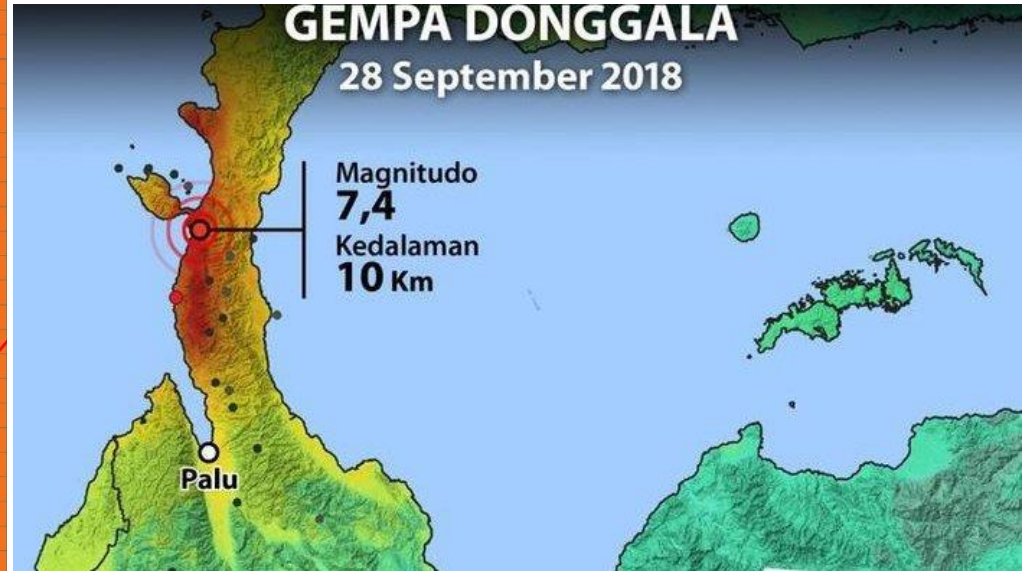 GEMPA DONGGALA
28 September 2018
Magnitudo
7,4
Kedalaman
10 Km
Palu